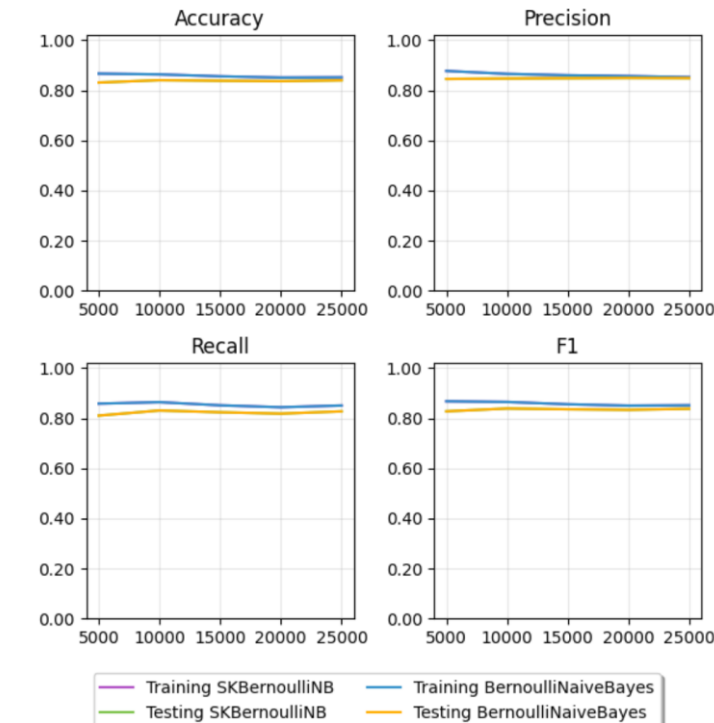 Accuracy
Precision
1.00
0.80
0.60
0.40
0.20
0.00
5000 10000 15000 20000 25000
1.00
0.80
0.60
0.40
0.20
0.00
5000 10000 15000 20000 25000
Recall
F1
1.00
0.80
0.60
0.40
0.20
0.00
5000 10000 15000 20000 25000
1.00
0.80
0.60
0.40
0.20
0.00
5000 10000 15000 20000 25000
Training SKBernoulliNB
Training BernoulliNaiveBayes
Testing SKBernoulliNB
Testing BernoulliNaiveBayes